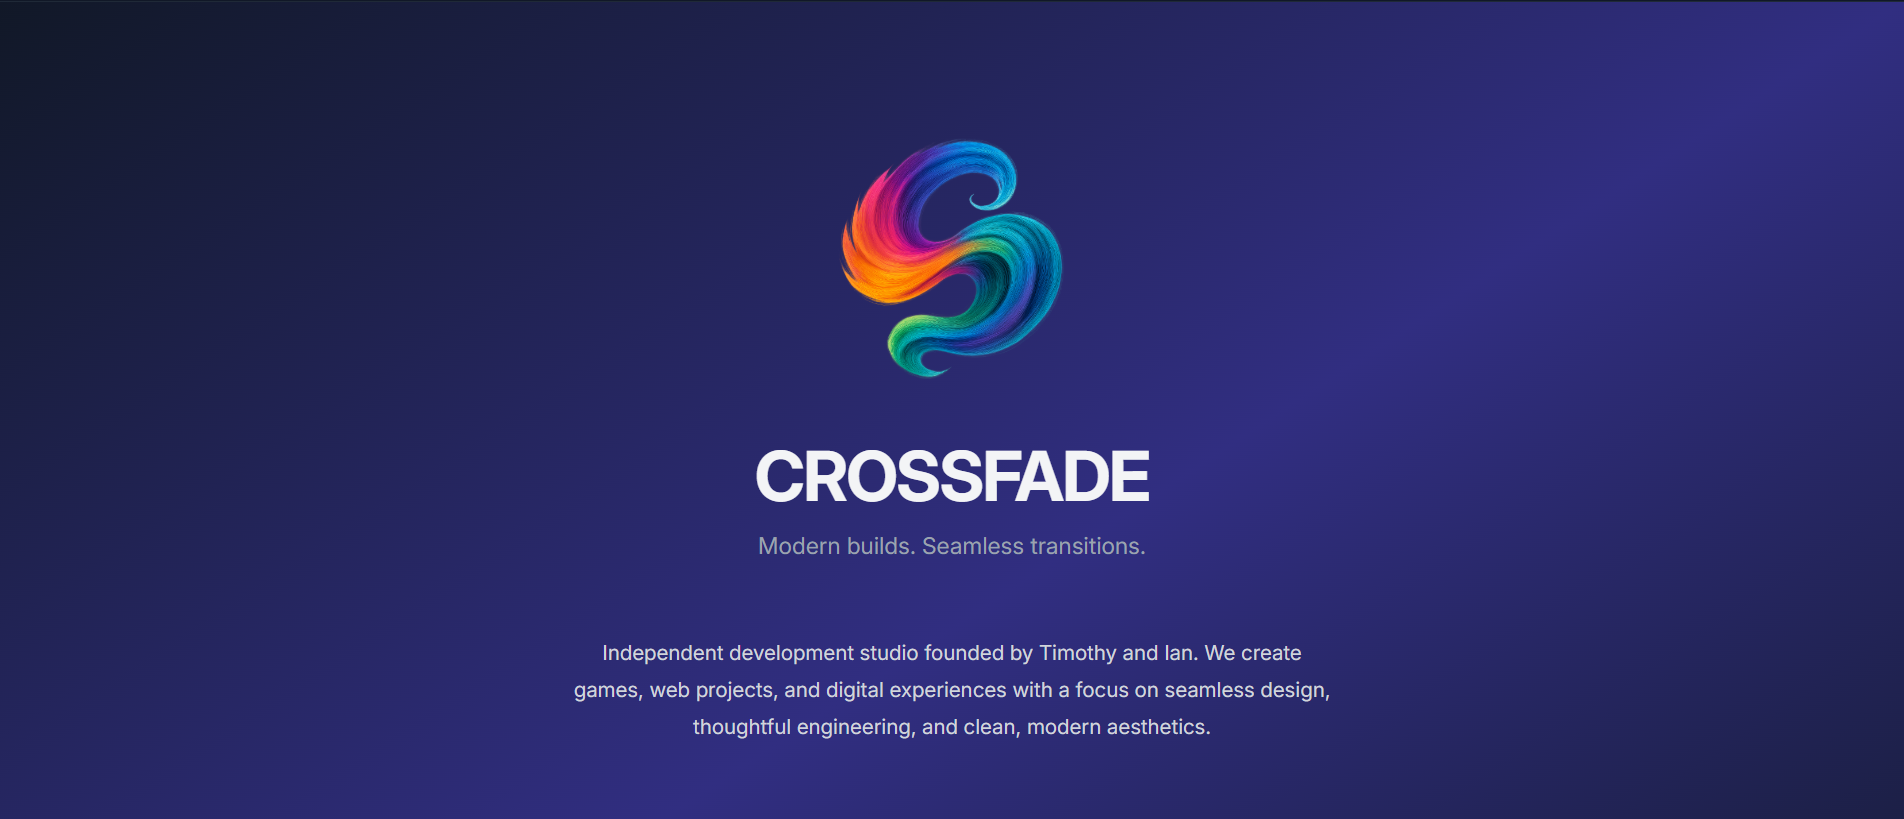 CROSSFADE
Modern builds. Seamless transitions.
Independent development studio founded by Timothy and Ian. We create
games, web projects, and digital experiences with a focus on seamless design,
thoughtful engineering, and clean, modern aesthetics.